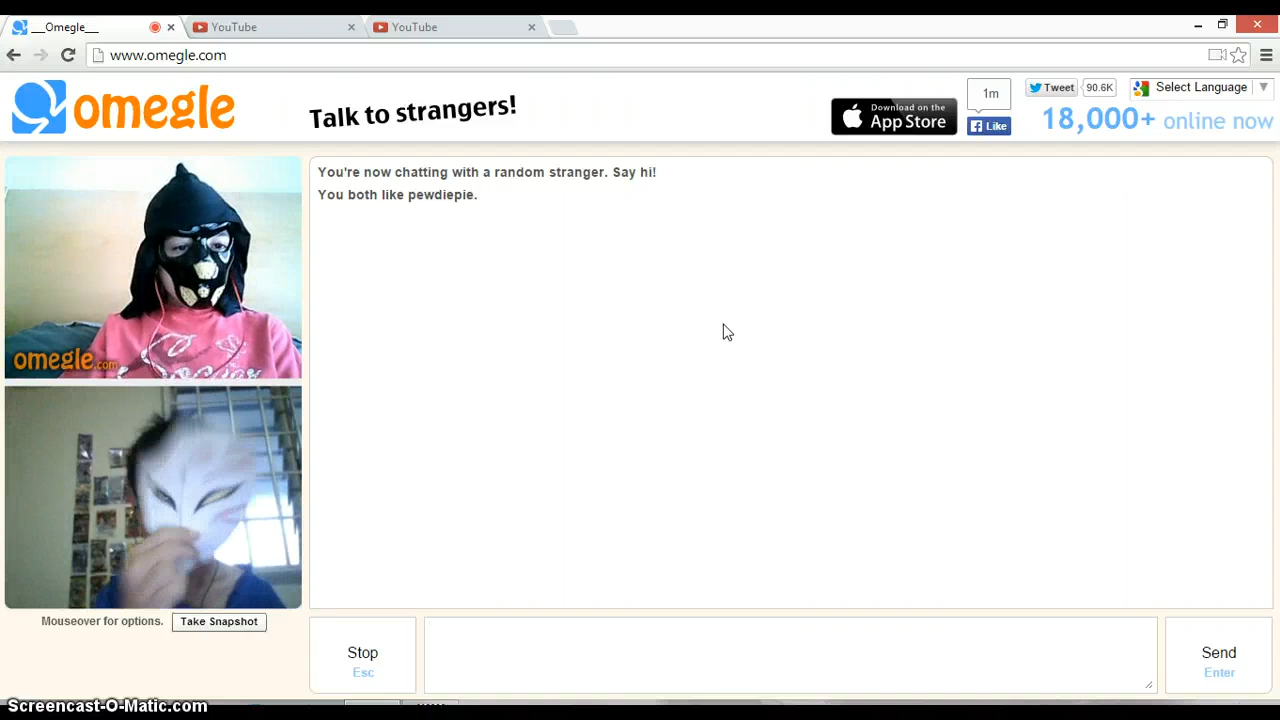 __Omegle__
YouTube
YouTube
www.omegle.com
omegle
Talk to strangers!
Download on the
App Store
1m
Like
Tweet
90.6K
Select Language
18,000+ online now
omegle.com
You're now chatting with a random stranger. Say hi!
You both like pewdiepie.
Mouseover for options.
Take Snapshot
Stop
Esc
Send
Enter
Screencast-O-Matic.com